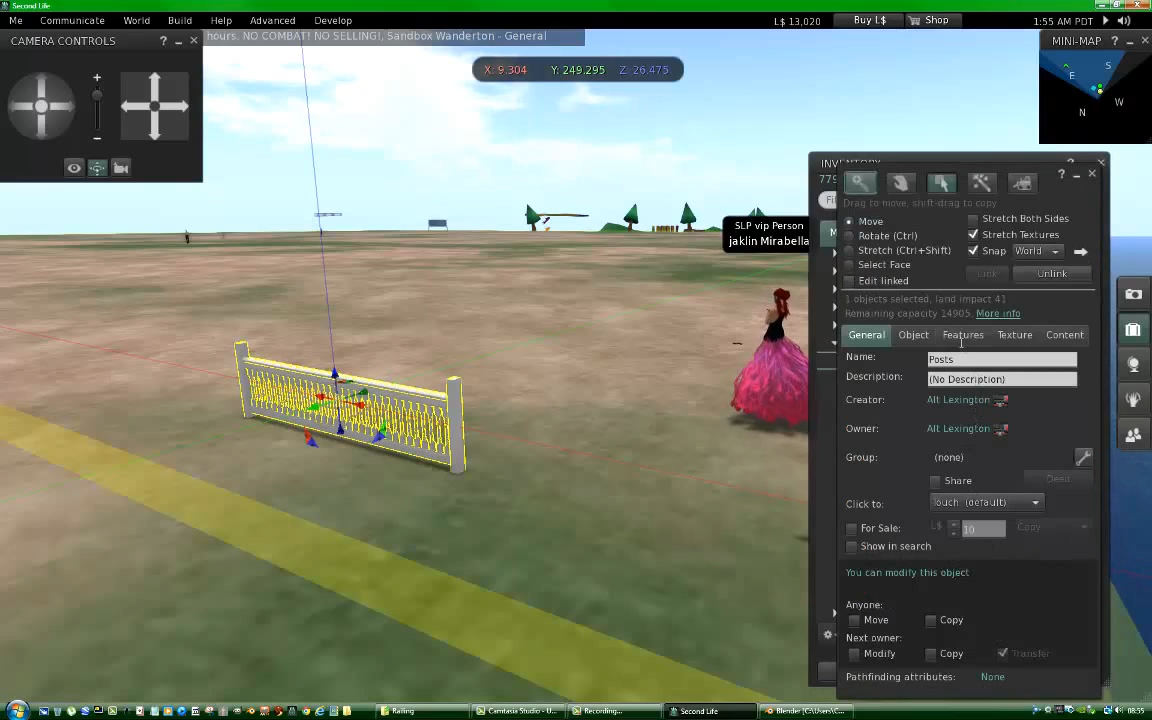 Second Life
Me Communicate World Build Help Advanced Develop
L$ 13,020 Buy L$ Shop 1:55 AM PDT
CAMERA CONTROLS ?
hours. NO COMBAT! NO SELLING!, Sandbox Wanderton - General
X: 9.304 Y: 249.295 Z: 26.475
MINI-MAP ?
S
E
W
N
INVENTORY ?
779
Fil
M
SLP vip Person
jaklin Mirabella
?
Drag to move, shift-drag to copy
Move
Rotate (Ctrl)
Stretch (Ctrl+Shift)
Select Face
Edit linked
Stretch Both Sides
Stretch Textures
Snap World
Link Unlink
1 objects selected, land impact 41
Remaining capacity 14905. More info
General Object Features Texture Content
Name: Posts
Description: (No Description)
Creator: Alt Lexington
Owner: Alt Lexington
Group: (none)
Share Deed
Click to: Touch (default)
For Sale: L$ 10 Copy
Show in search
You can modify this object
Anyone:
Move Copy
Next owner:
Modify Copy Transfer
Pathfinding attributes: None
Railing
Camtasia Studio - U...
Recording...
Second Life
Blender [C:\Users\C...
08:55